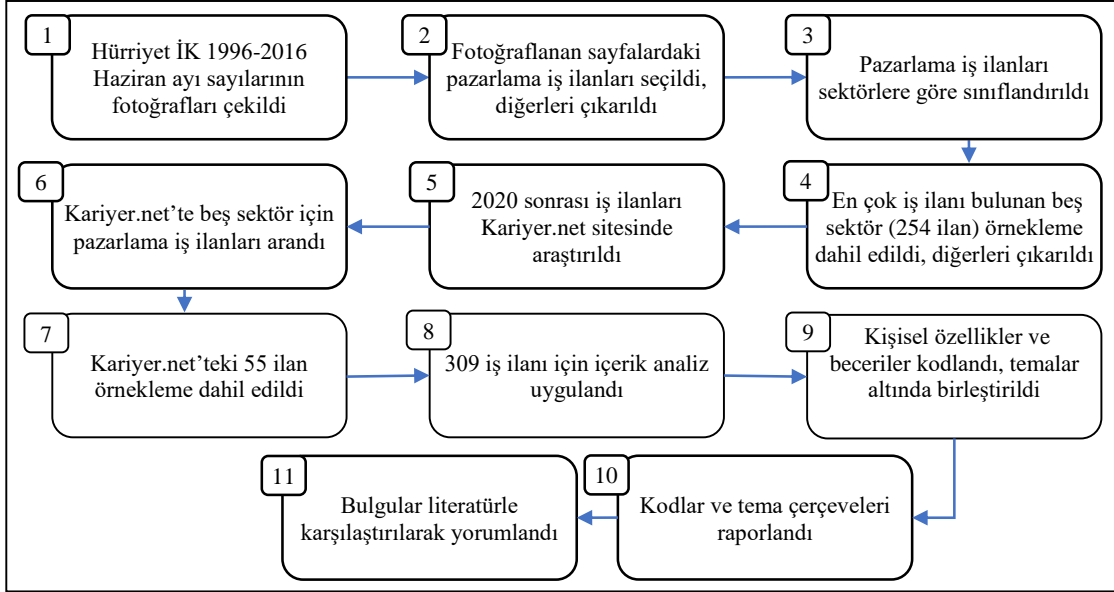 1
Hürriyet İK 1996-2016
Haziran ayı sayılarının
fotoğrafları çekildi
2
Fotoğraflanan sayfalardaki
pazarlama iş ilanları seçildi,
diğerleri çıkarıldı
3
Pazarlama iş ilanları
sektörlere göre sınıflandırıldı
4
En çok iş ilanı bulunan beş
sektör (254 ilan) örnekleme
dahil edildi, diğerleri çıkarıldı
5
2020 sonrası iş ilanları
Kariyer.net sitesinde
araştırıldı
6
Kariyer.net’te beş sektör için
pazarlama iş ilanları arandı
7
Kariyer.net’teki 55 ilan
örnekleme dahil edildi
8
309 iş ilanı için içerik analiz
uygulandı
9
Kişisel özellikler ve
beceriler kodlandı, temalar
altında birleştirildi
10
Kodlar ve tema çerçeveleri
raporlandı
11
Bulgular literatürle
karşılaştırılarak yorumlandı